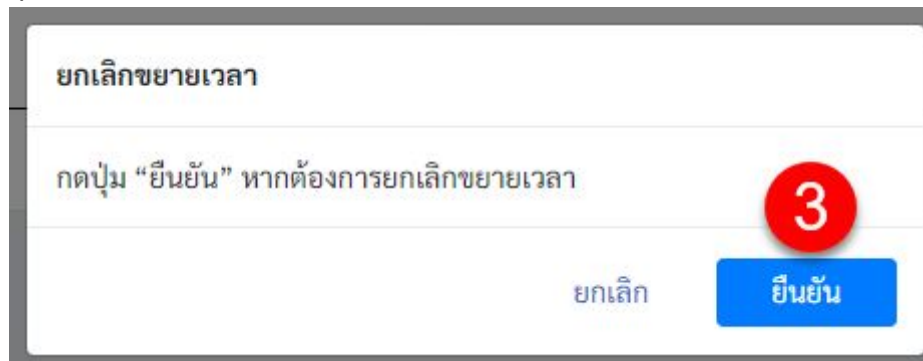 ยกเลิกขยายเวลา
กดปุ่ม “ยืนยัน” หากต้องการยกเลิกขยายเวลา
3
ยกเลิก ยืนยัน